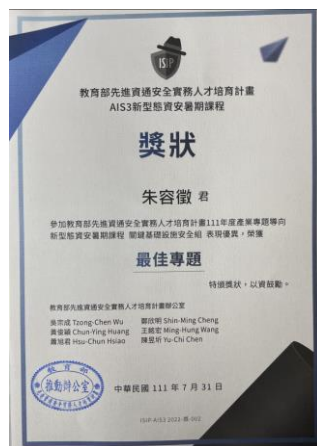 ISIP
教育部先進資通安全實務人才培育計畫
AIS3新型態資安暑期課程
獎狀
朱容徵 君
參加教育部先進資通安全實務人才培育計畫111年度產業專題導向
新型態資安暑期課程 關鍵基礎設施安全組 表現優異，榮獲
最佳專題
特頒獎狀，以資鼓勵。
教育部先進資通安全實務人才培育計畫辦公室
吳宗成 Tzong-Chen Wu 鄭欣明 Shin-Ming Cheng
黃俊穎 Chun-Ying Huang 王銘宏 Ming-Hung Wang
蕭旭君 Hsu-Chun Hsiao 陳昱圻 Yu-Chi Chen
教育部
推動辦公室
中華民國 111 年 7 月 31 日
ISIP-AIS3 2022-獎-002